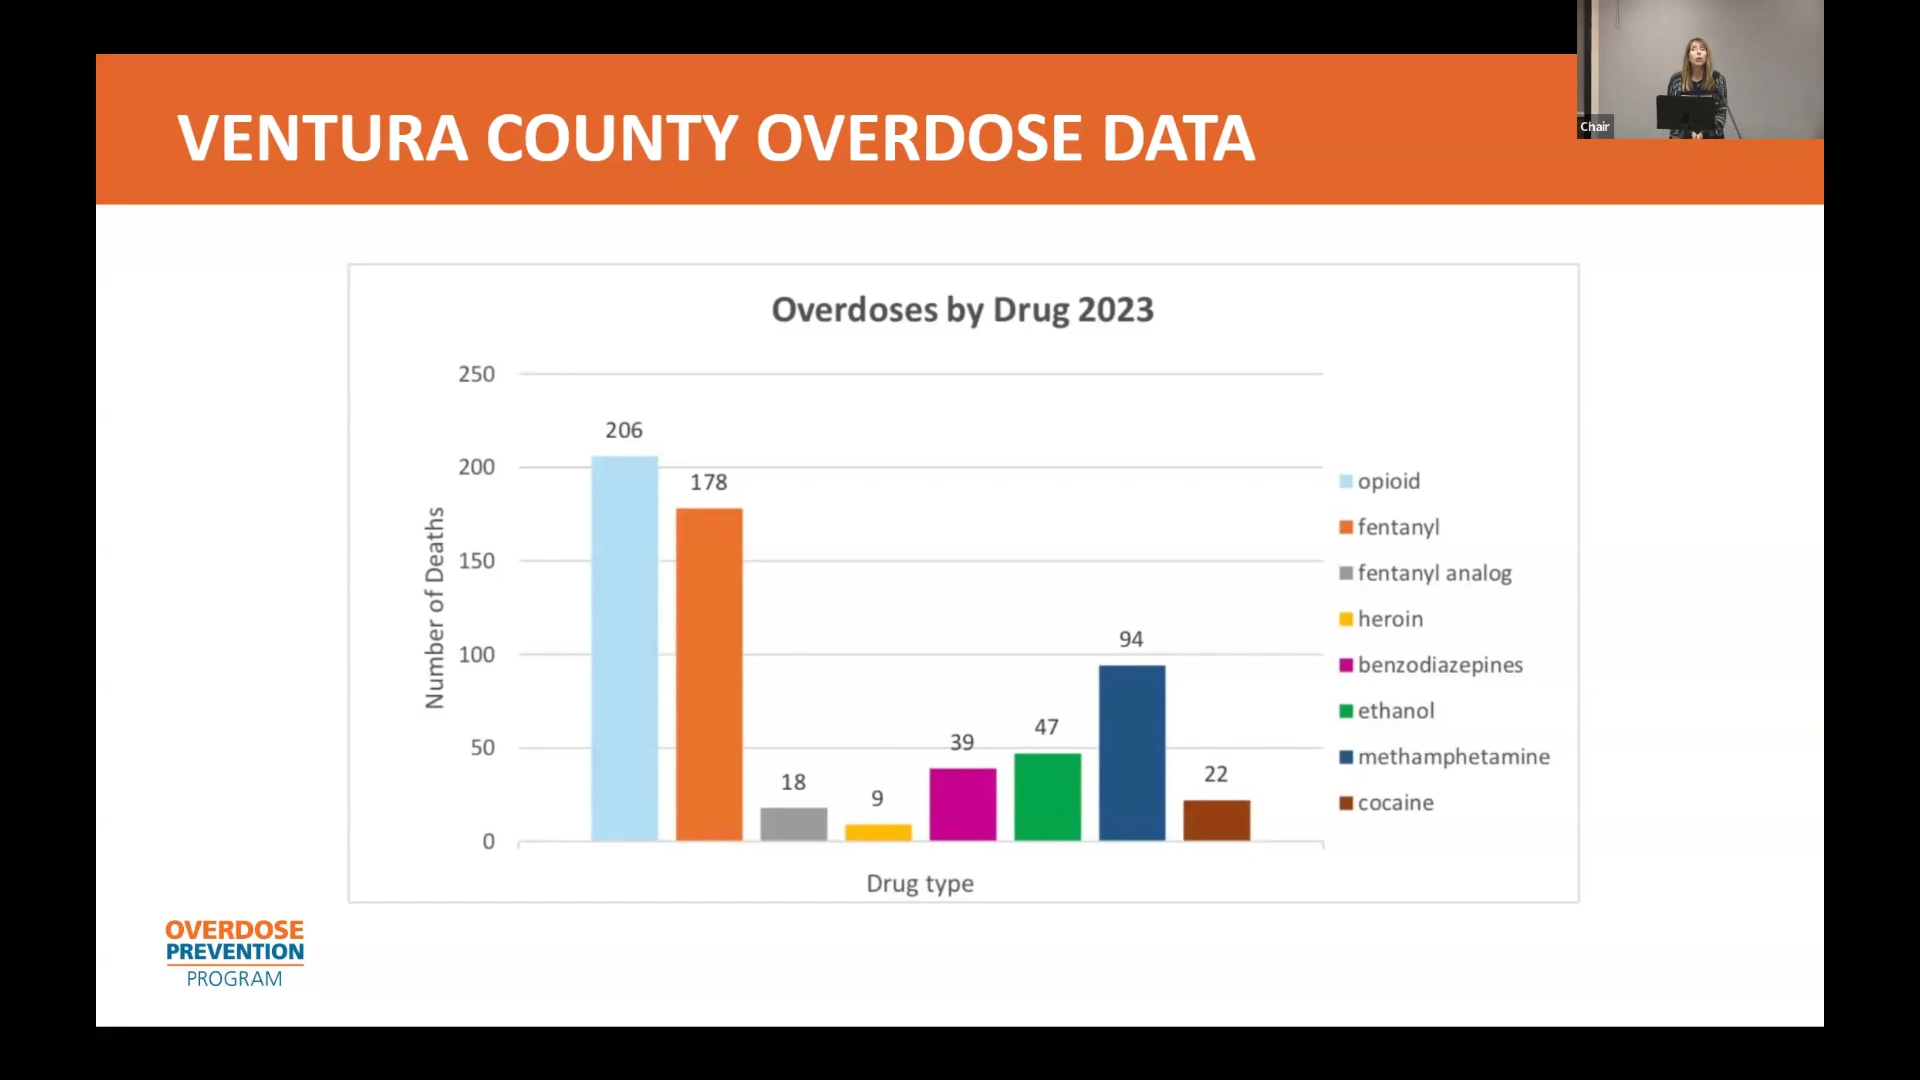 Chair
VENTURA COUNTY OVERDOSE DATA
Overdoses by Drug 2023
Number of Deaths
250
200
150
100
50
0
206
178
18
9
39
47
94
22
Drug type
opioid
fentanyl
fentanyl analog
heroin
benzodiazepines
ethanol
methamphetamine
cocaine
OVERDOSE
PREVENTION
PROGRAM